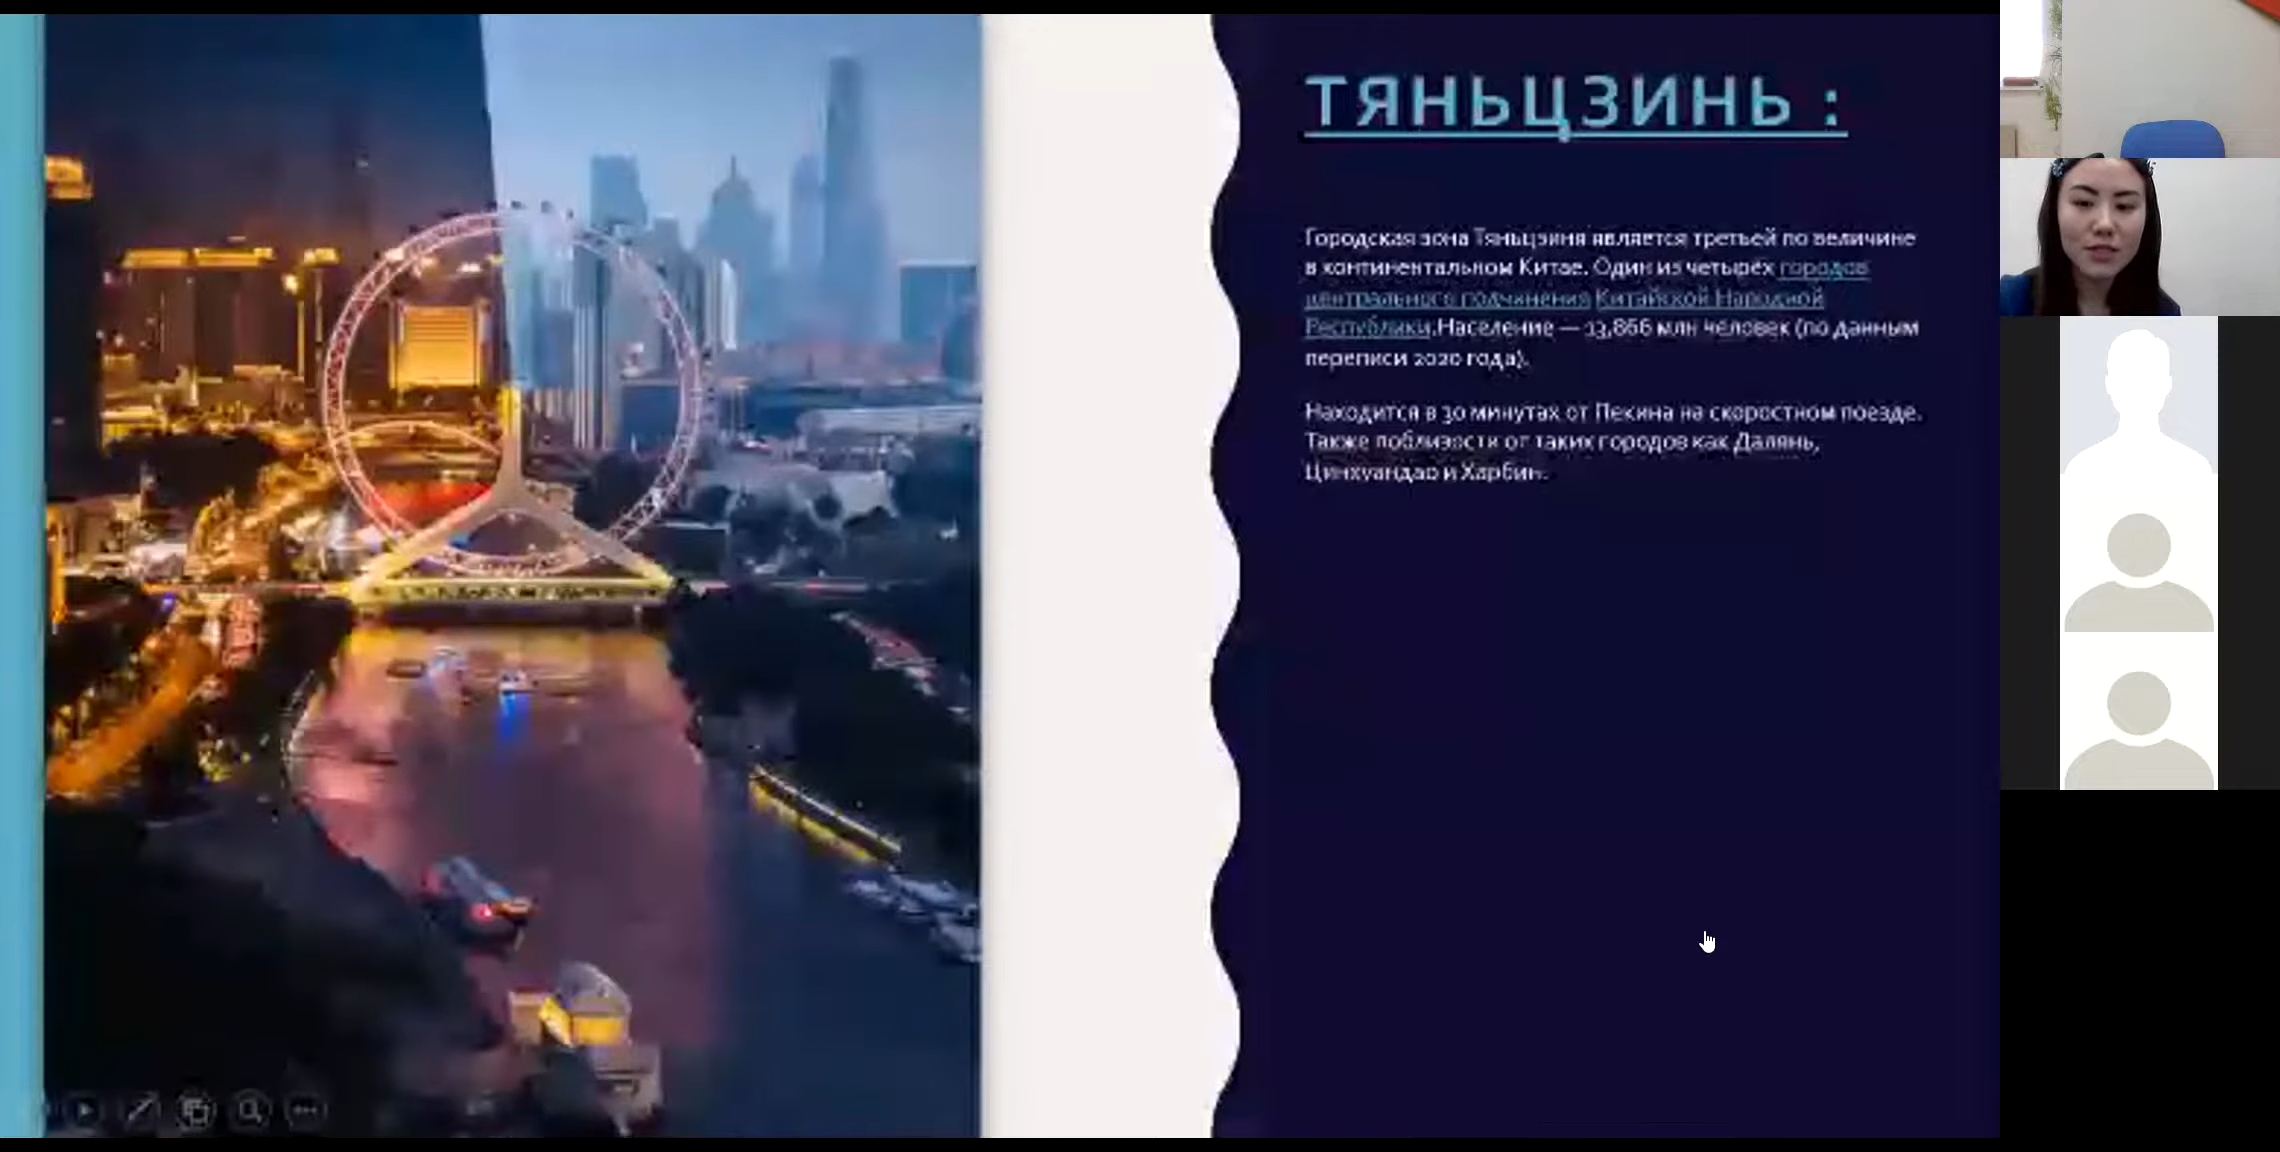 ТЯНЬЦЗИНЬ :
Городская зона Тяньцзиня является третьей по величине
в континентальном Китае. Один из четырёх городов
центрального подчинения Китайской Народной
Республики.Население — 13,866 млн человек (по данным
переписи 2020 года).
Находится в 30 минутах от Пекина на скоростном поезде.
Также поблизости от таких городов как Далянь,
Цинхуандао и Харбин.